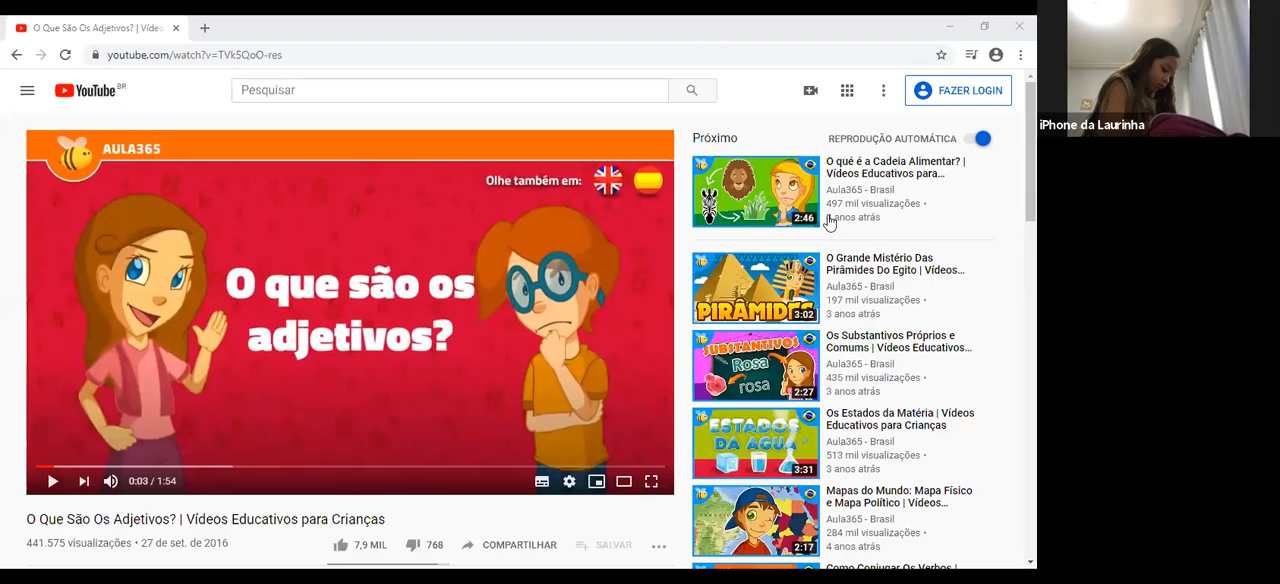 O Que São Os Adjetivos? | Víde
youtube.com/watch?v=TVk5QoO-res
YouTube BR
Pesquisar
FAZER LOGIN
AULA365
Olhe também em:
O que são os
adjetivos?
0:03 / 1:54
O Que São Os Adjetivos? | Vídeos Educativos para Crianças
441.575 visualizações • 27 de set. de 2016
7,9 MIL
768
COMPARTILHAR
SALVAR
Próximo
REPRODUÇÃO AUTOMÁTICA
2:46
O qué é a Cadeia Alimentar? |
Vídeos Educativos para...
Aula365 - Brasil
497 mil visualizações •
anos atrás
PIRÂMIDES
3:02
O Grande Mistério Das
Pirâmides Do Egito | Vídeos...
Aula365 - Brasil
197 mil visualizações •
3 anos atrás
SUBSTANTIVOS
Rosa
rosa
2:27
Os Substantivos Próprios e
Comuns | Vídeos Educativos...
Aula365 - Brasil
435 mil visualizações •
3 anos atrás
ESTADOS
DA ÁGUA
3:31
Os Estados da Matéria | Vídeos
Educativos para Crianças
Aula365 - Brasil
513 mil visualizações •
3 anos atrás
2:17
Mapas do Mundo: Mapa Físico
e Mapa Político | Vídeos...
Aula365 - Brasil
284 mil visualizações •
4 anos atrás
Como Conjugar Os Verbos |
iPhone da Laurinha